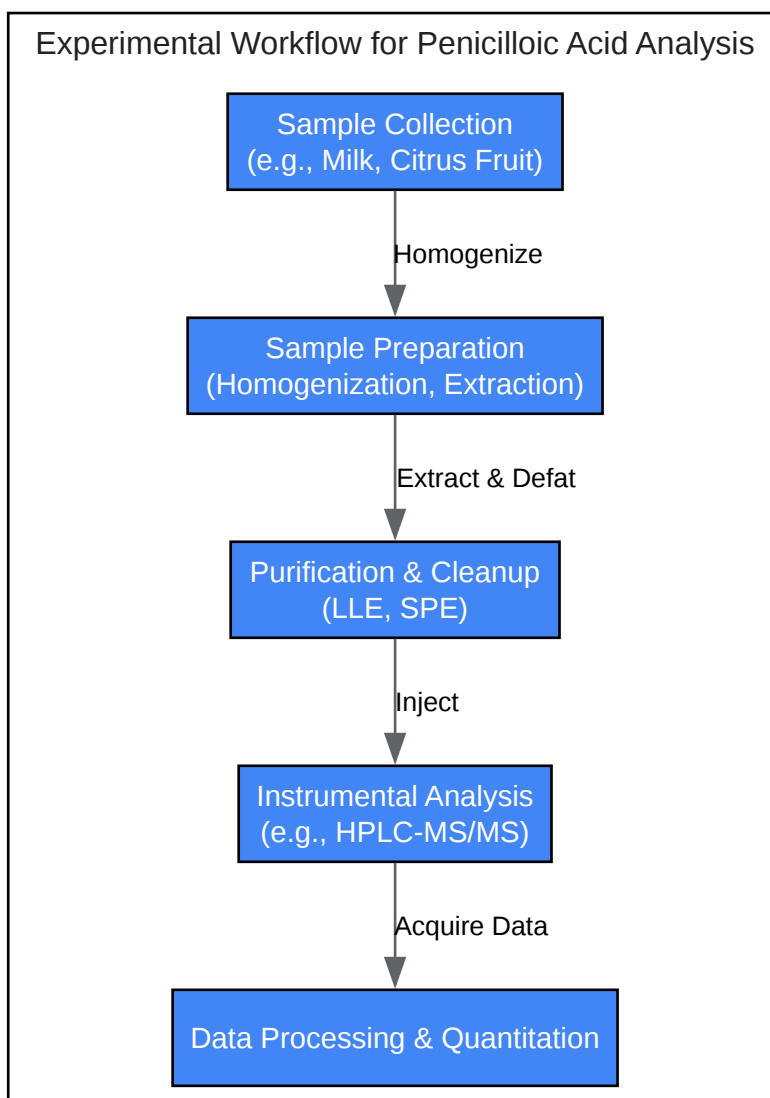 Experimental Workflow for Penicilloic Acid Analysis
Sample Collection
(e.g., Milk, Citrus Fruit)
Homogenize
Sample Preparation
(Homogenization, Extraction)
Extract & Defat
Purification & Cleanup
(LLE, SPE)
Inject
Instrumental Analysis
(e.g., HPLC-MS/MS)
Acquire Data
Data Processing & Quantitation